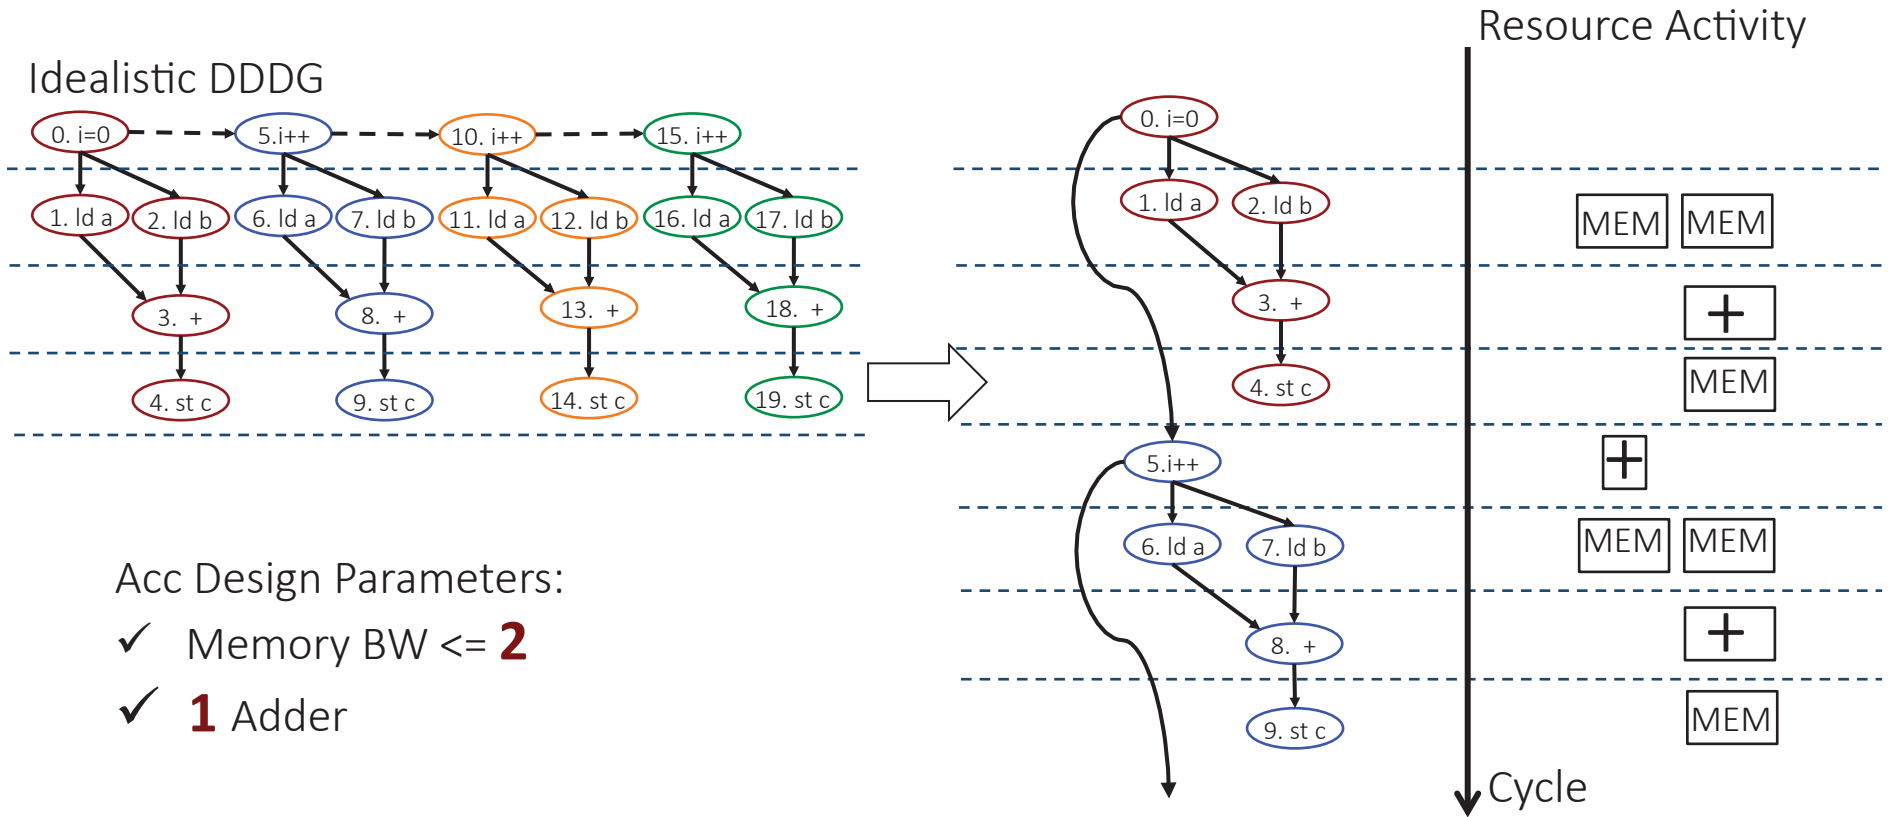 Idealistic DDDG
0. i=0
5.i++
10. i++
15. i++
1. ld a
2. ld b
6. ld a
7. ld b
11. ld a
12. ld b
16. ld a
17. ld b
3. +
8. +
13. +
18. +
4. st c
9. st c
14. st c
19. st c
Acc Design Parameters:
✓ Memory BW <= 2
✓ 1 Adder
Resource Activity
0. i=0
1. ld a
2. ld b
MEM
MEM
3. +
+
4. st c
MEM
5.i++
+
6. ld a
7. ld b
MEM
MEM
8. +
+
9. st c
MEM
Cycle